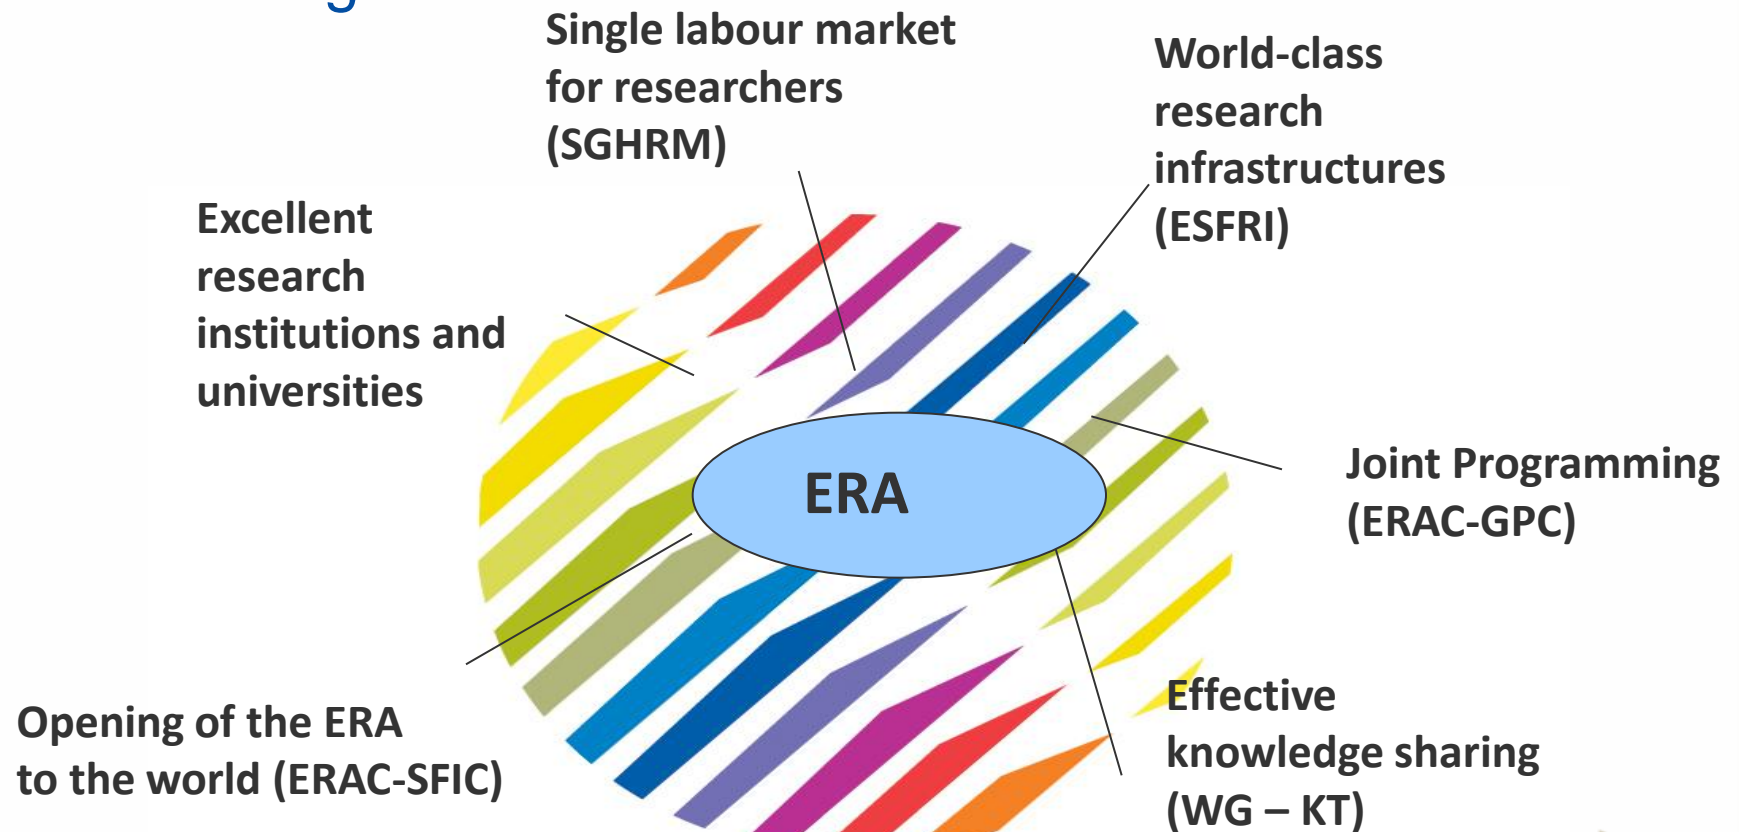 Single labour market
for researchers
(SGHRM)
World-class
research
infrastructures
(ESFRI)
Excellent
research
institutions and
universities
ERA
Joint Programming
(ERAC-GPC)
Opening of the ERA
to the world (ERAC-SFIC)
Effective
knowledge sharing
(WG – KT)